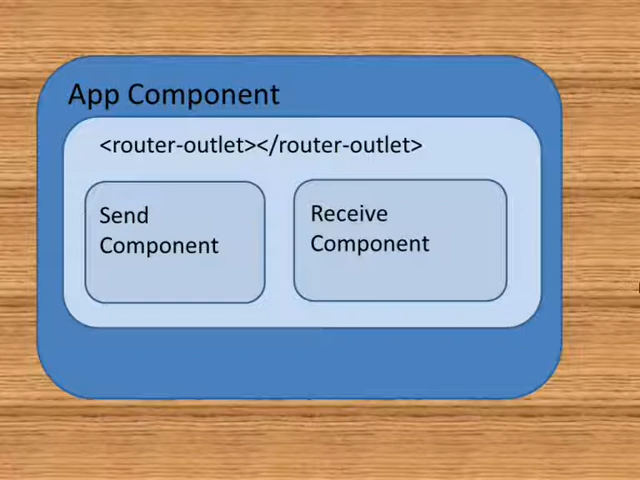 App Component
<router-outlet></router-outlet>
Send
Component
Receive
Component